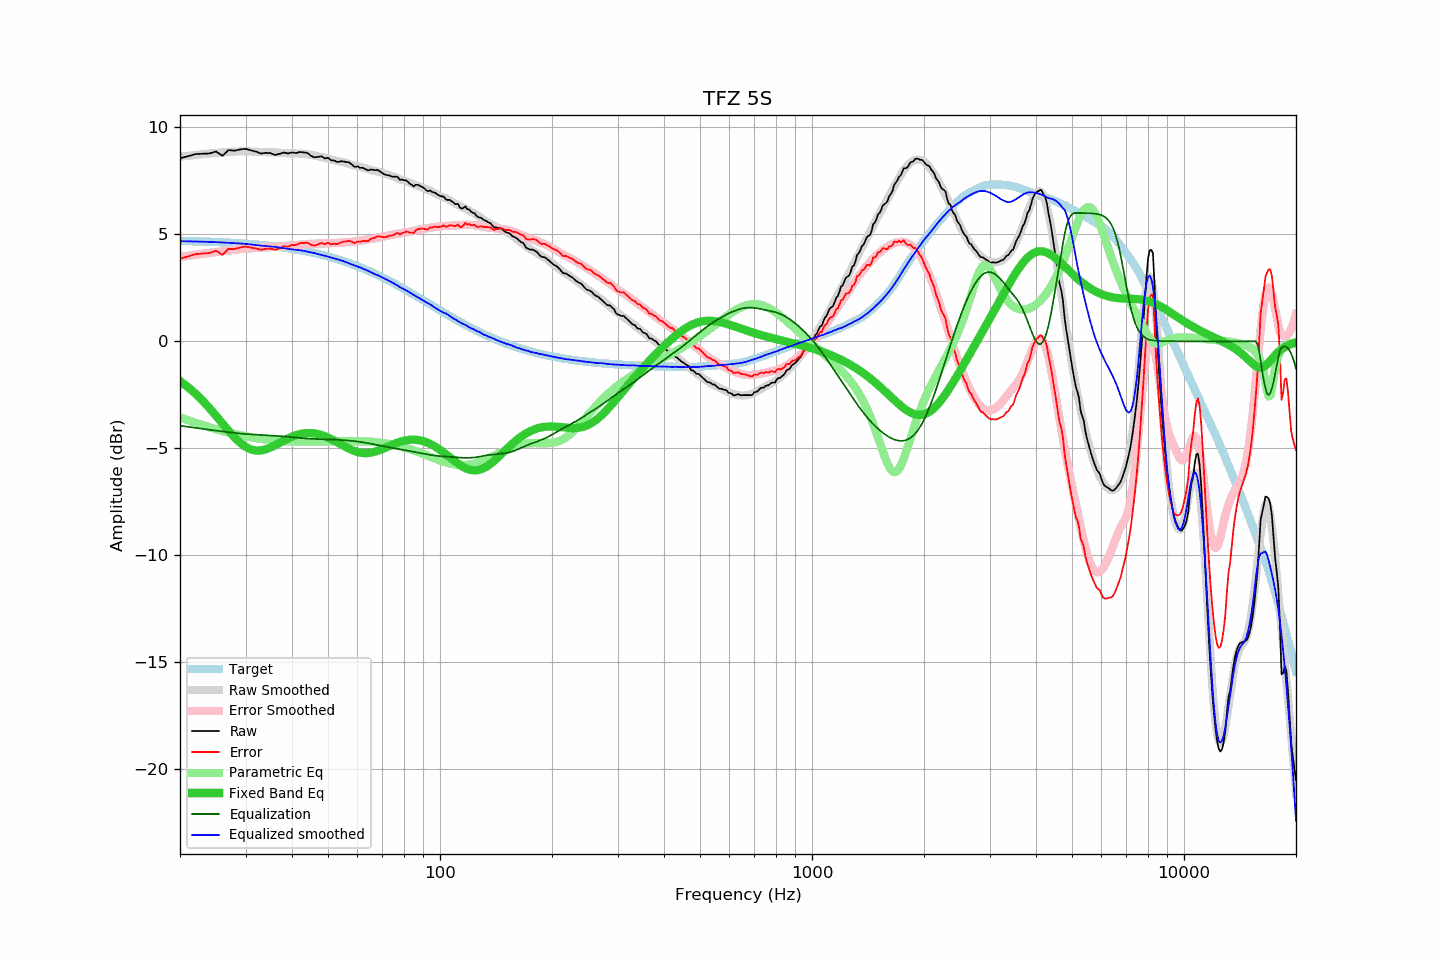 TFZ 5S
10
5
0
−5
−10
−15
−20
Amplitude (dBr)
Target
Raw Smoothed
Error Smoothed
Raw
Error
Parametric Eq
Fixed Band Eq
Equalization
Equalized smoothed
100
1000
10000
Frequency (Hz)